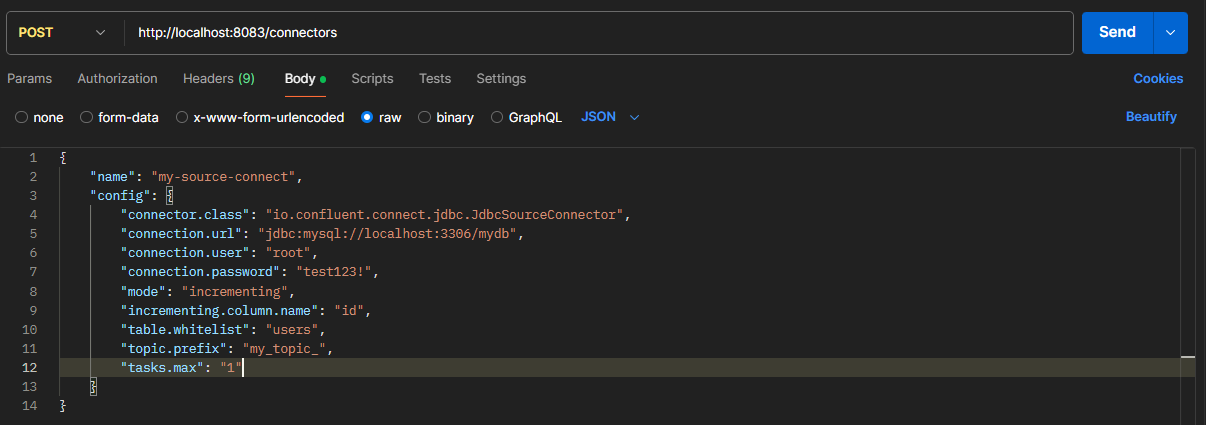 POST http://localhost:8083/connectors Send
Params Authorization Headers (9) Body Scripts Tests Settings Cookies
none form-data x-www-form-urlencoded raw binary GraphQL JSON Beautify
1 {
2 "name": "my-source-connect",
3 "config": {
4 "connector.class": "io.confluent.connect.jdbc.JdbcSourceConnector",
5 "connection.url": "jdbc:mysql://localhost:3306/mydb",
6 "connection.user": "root",
7 "connection.password": "test123!",
8 "mode": "incrementing",
9 "incrementing.column.name": "id",
10 "table.whitelist": "users",
11 "topic.prefix": "my_topic_",
12 "tasks.max": "1"
13 }
14 }